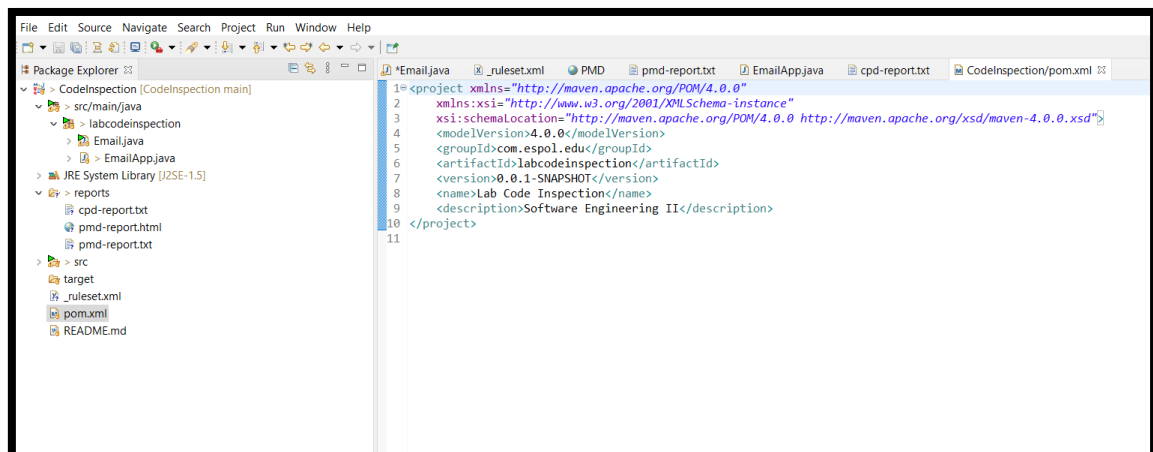 File Edit Source Navigate Search Project Run Window Help
Package Explorer
*Email.java _ruleset.xml PMD pmd-report.txt EmailApp.java cpd-report.txt CodeInspection/pom.xml
> CodeInspection [CodeInspection main]
> src/main/java
> labcodeinspection
Email.java
> EmailApp.java
JRE System Library [J2SE-1.5]
> reports
cpd-report.txt
pmd-report.html
pmd-report.txt
> src
target
_ruleset.xml
pom.xml
README.md
1 <project xmlns="http://maven.apache.org/POM/4.0.0"
2 xmlns:xsi="http://www.w3.org/2001/XMLSchema-instance"
3 xsi:schemaLocation="http://maven.apache.org/POM/4.0.0 http://maven.apache.org/xsd/maven-4.0.0.xsd">
4 <modelVersion>4.0.0</modelVersion>
5 <groupId>com.espol.edu</groupId>
6 <artifactId>labcodeinspection</artifactId>
7 <version>0.0.1-SNAPSHOT</version>
8 <name>Lab Code Inspection</name>
9 <description>Software Engineering II</description>
10 </project>
11